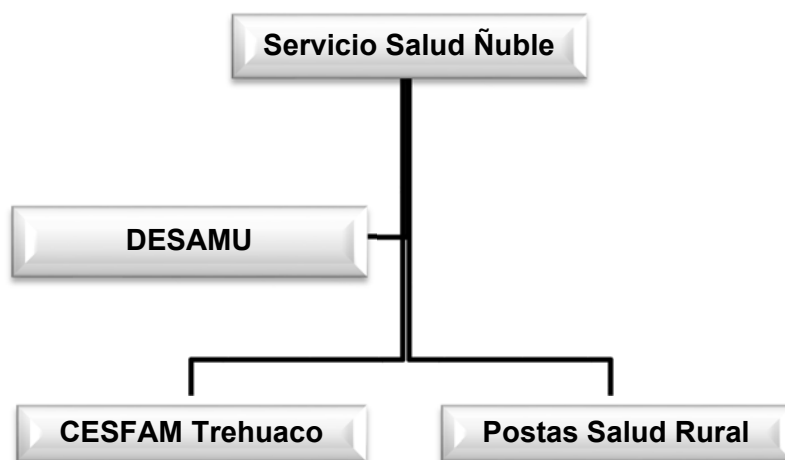 Servicio Salud Ñuble
DESAMU
CESFAM Trehuaco
Postas Salud Rural